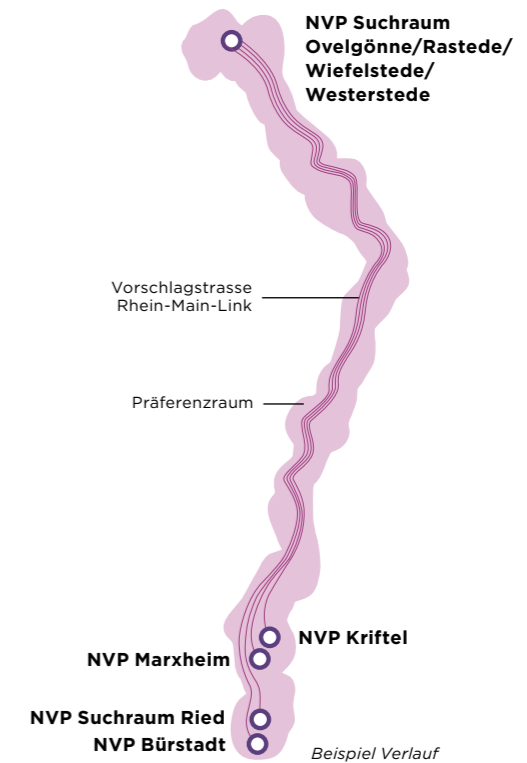 NVP Suchraum
Ovelgönne/Rastede/
Wiefelstede/
Westerstede
Vorschlagstrasse
Rhein-Main-Link
Präferenzraum
NVP Kriftel
NVP Marxheim
NVP Suchraum Ried
NVP Bürstadt
Beispiel Verlauf